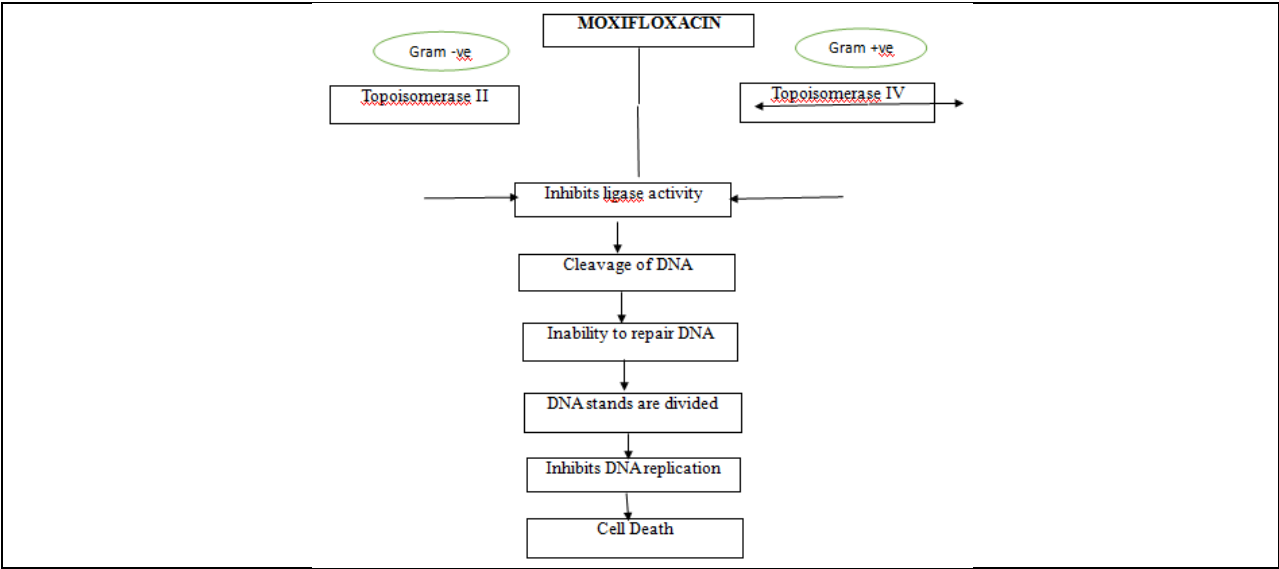 MOXIFLOXACIN
Gram -ve
Gram +ve
Topoisomerase II
Topoisomerase IV
Inhibits ligase activity
Cleavage of DNA
Inability to repair DNA
DNA stands are divided
Inhibits DNA replication
Cell Death